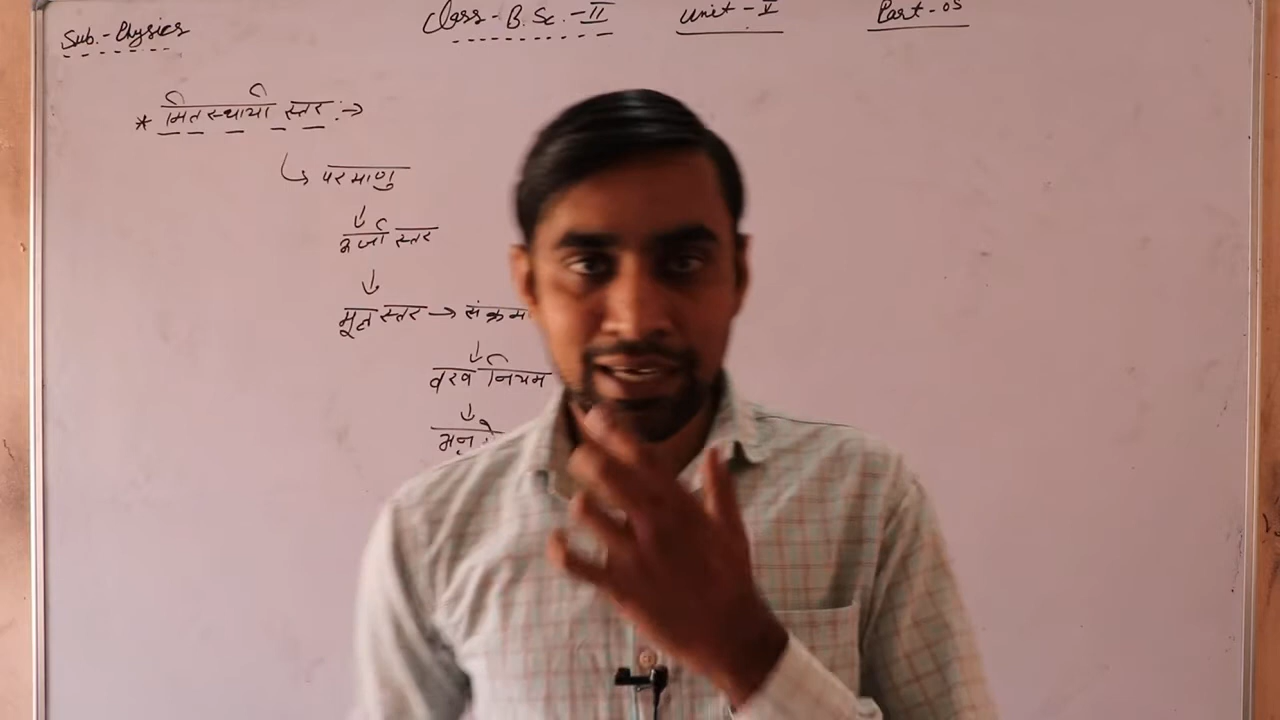 Sub.- Physics Class- B.Sc.-II Unit - V Part-05
* मितस्थायी स्तर :→
↳ परमाणु
↓
ऊर्जा स्तर
↓
मूल स्तर → संक्रम
↓
वरण नियम
↓